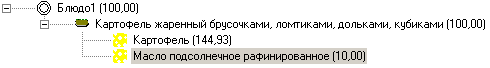 Блюдо1 (100,00)
Картофель жаренный брусочками, ломтиками, дольками, кубиками (100,00)
Картофель (144,93)
Масло подсолнечное рафинированное (10,00)